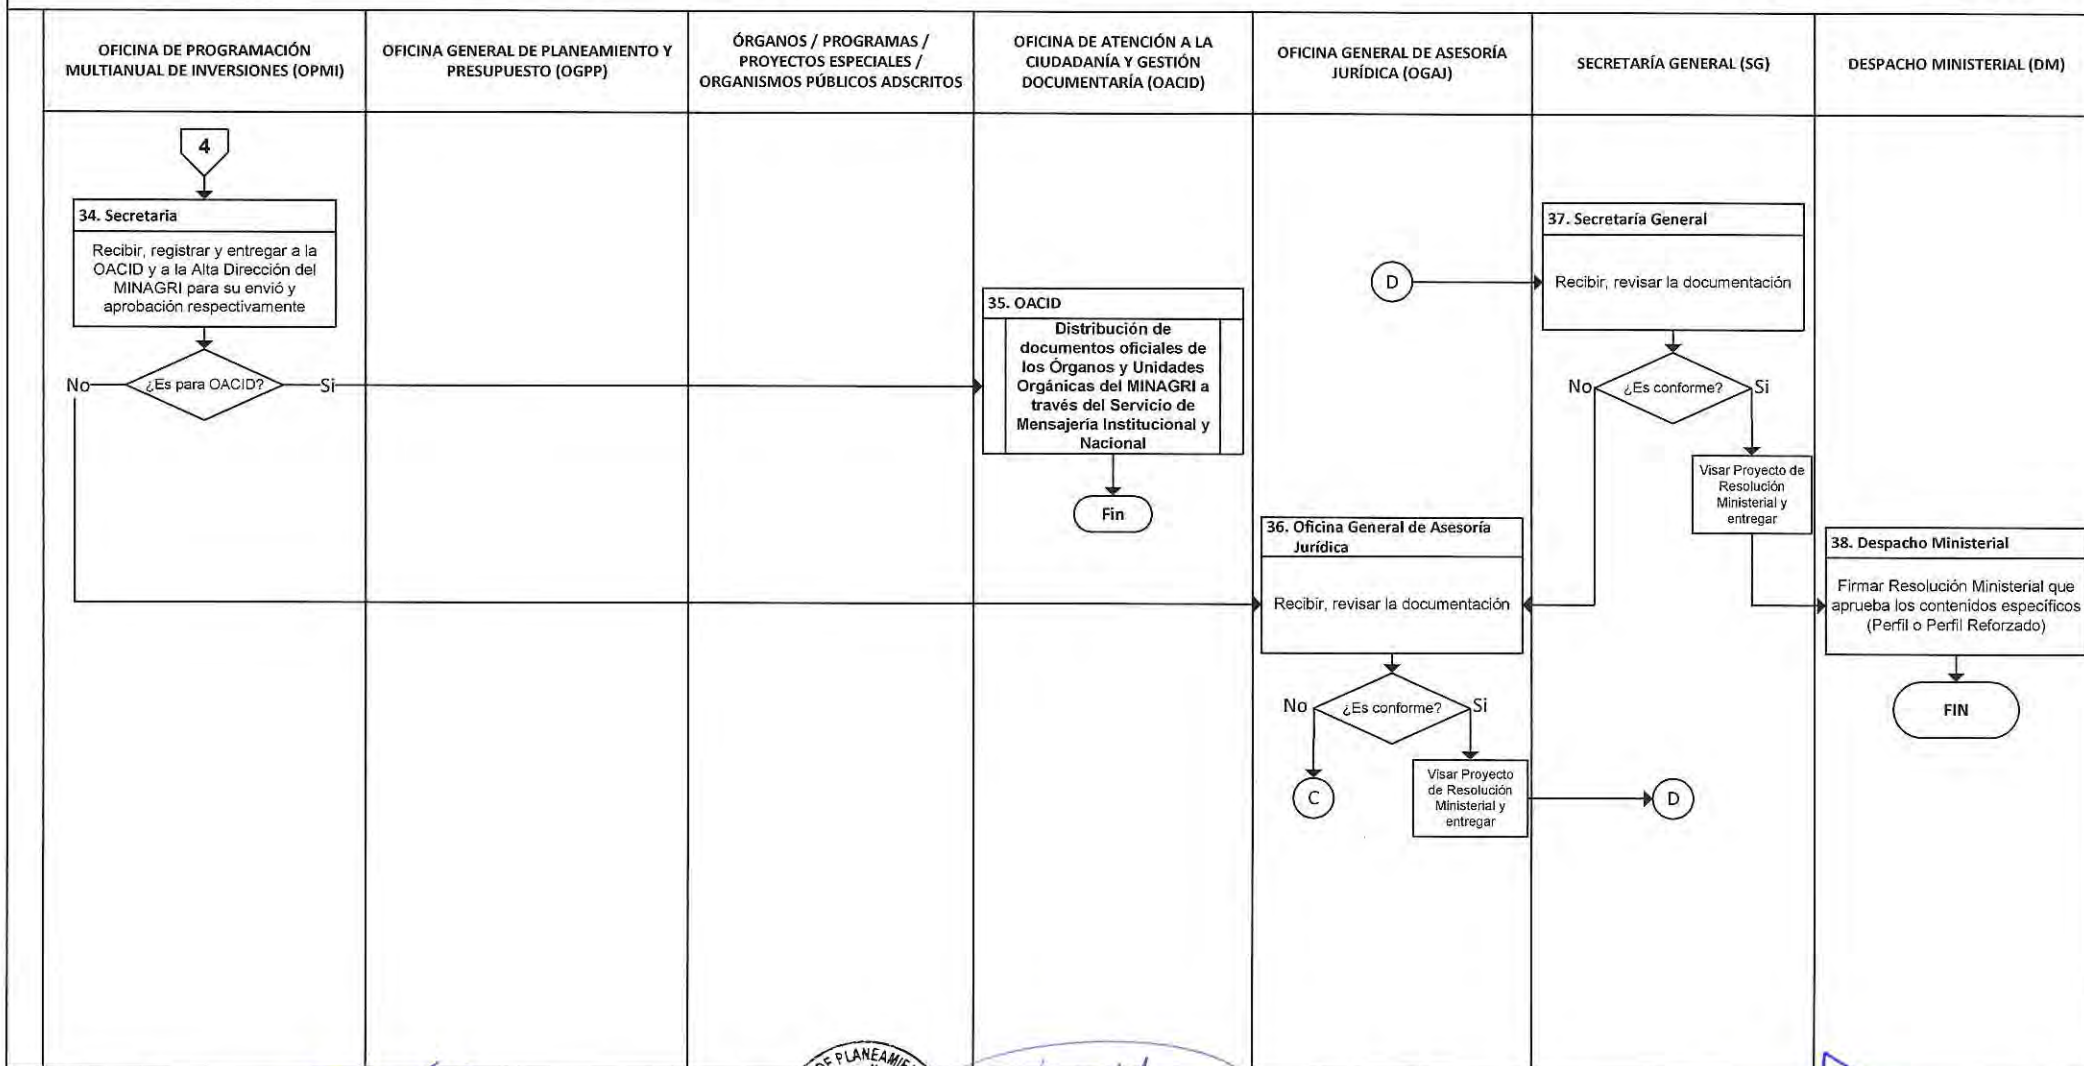 OFICINA DE PROGRAMACIÓN
MULTIANUAL DE INVERSIONES (OPMI)
OFICINA GENERAL DE PLANEAMIENTO Y
PRESUPUESTO (OGPP)
ÓRGANOS / PROGRAMAS /
PROYECTOS ESPECIALES /
ORGANISMOS PÚBLICOS ADSCRITOS
OFICINA DE ATENCIÓN A LA
CIUDADANÍA Y GESTIÓN
DOCUMENTARÍA (OACID)
OFICINA GENERAL DE ASESORÍA
JURÍDICA (OGAJ)
SECRETARÍA GENERAL (SG)
DESPACHO MINISTERIAL (DM)
4
34. Secretaria
Recibir, registrar y entregar a la
OACID y a la Alta Dirección del
MINAGRI para su envió y
aprobación respectivamente
No
¿Es para OACID?
Si
35. OACID
Distribución de
documentos oficiales de
los Órganos y Unidades
Orgánicas del MINAGRI a
través del Servicio de
Mensajería Institucional y
Nacional
Fin
D
37. Secretaría General
Recibir, revisar la documentación
No
¿Es conforme?
Si
Visar Proyecto de
Resolución
Ministerial y
entregar
36. Oficina General de Asesoría
Jurídica
Recibir, revisar la documentación
No
¿Es conforme?
Si
C
Visar Proyecto
de Resolución
Ministerial y
entregar
D
38. Despacho Ministerial
Firmar Resolución Ministerial que
aprueba los contenidos específicos
(Perfil o Perfil Reforzado)
FIN
DE